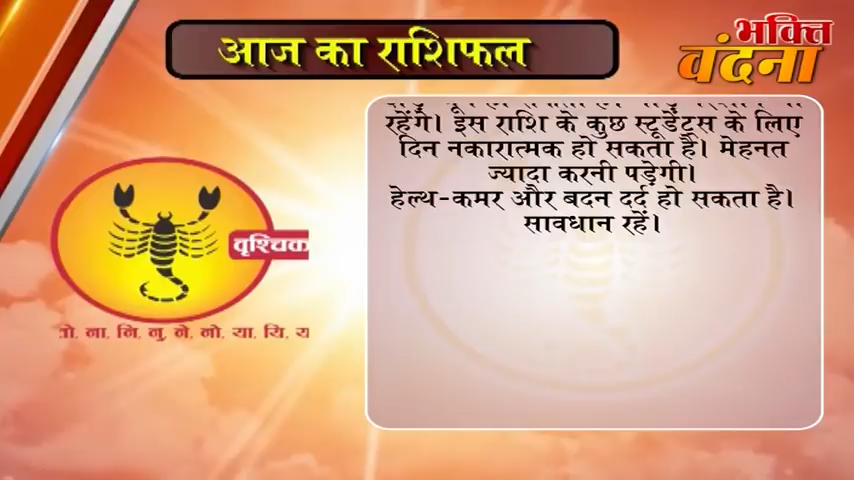 आज का राशिफल
भक्ति
वंदना
रहेंगे। इस राशि के कुछ स्टूडेंट्स के लिए
दिन नकारात्मक हो सकता है। मेहनत
ज्यादा करनी पड़ेगी।
हेल्थ-कमर और बदन दर्द हो सकता है।
सावधान रहें।
वृश्चिक
ना, नि, नु, ने, नो, या, यि,